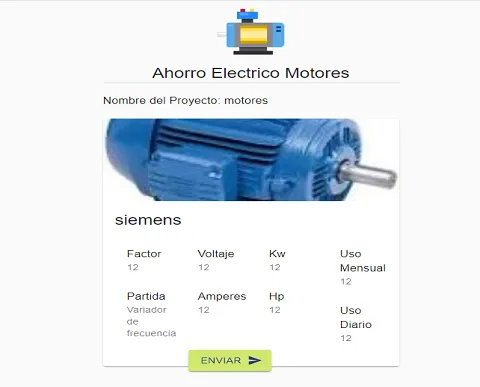 Ahorro Electrico Motores
Nombre del Proyecto: motores
siemens
Factor
12
Voltaje
12
Kw
12
Uso
Mensual
12
Partida
Variador
de
frecuencia
Amperes
12
Hp
12
Uso
Diario
12
ENVIAR